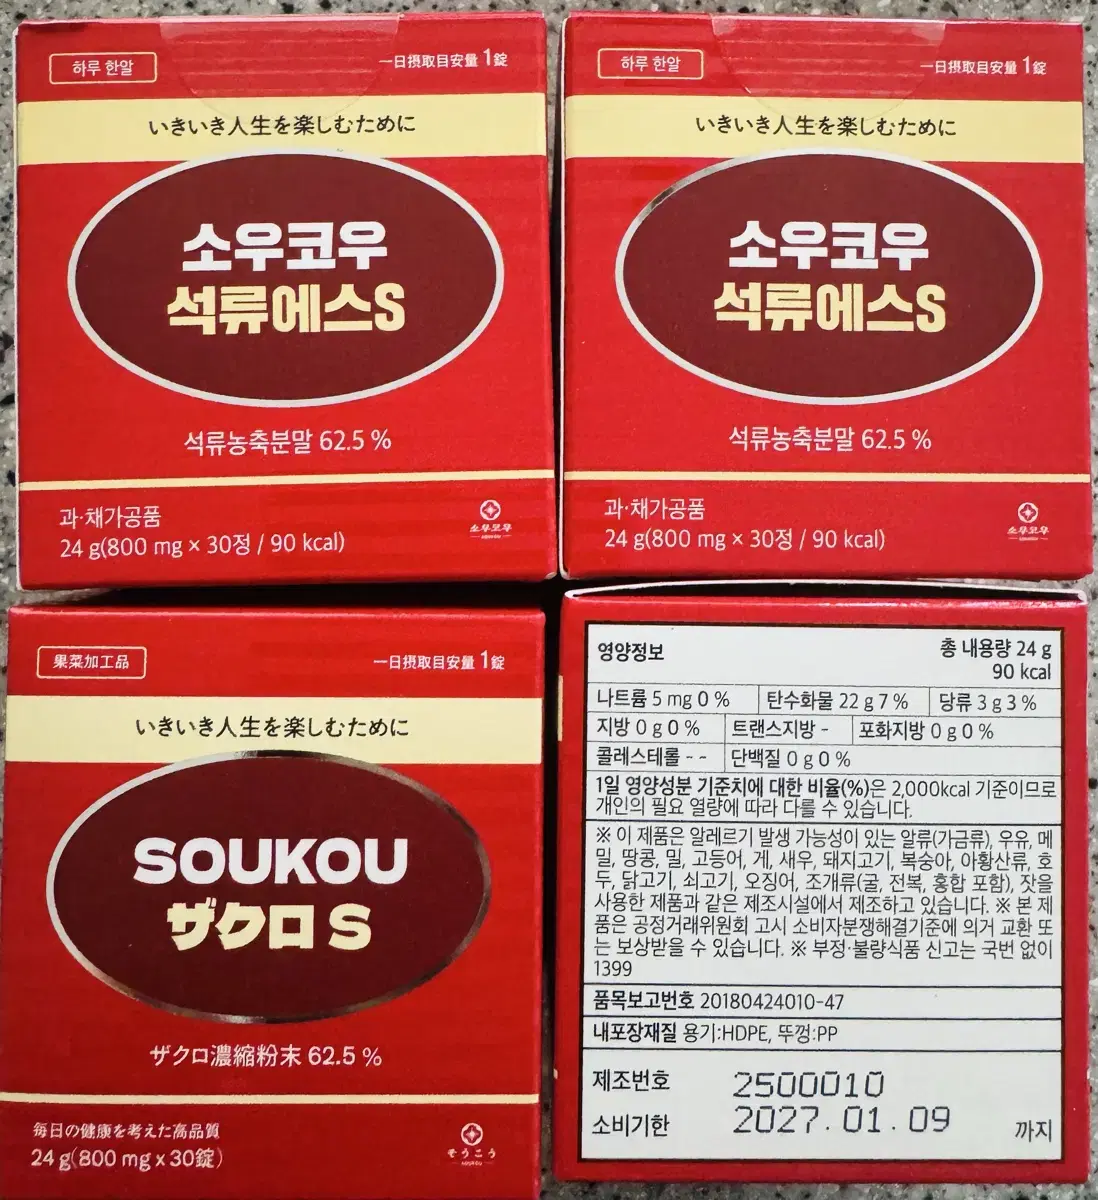 하루 한알
一日摂取目安量 1錠
いきいき人生を楽しむために
소우코우
석류에스S
석류농축분말 62.5 %
과·채가공품
24 g(800 mg × 30정 / 90 kcal)
소우코우
SOUKOU
하루 한알
一日摂取目安量 1錠
いきいき人生を楽しむために
소우코우
석류에스S
석류농축분말 62.5 %
과·채가공품
24 g(800 mg × 30정 / 90 kcal)
소우코우
SOUKOU
果菜加工品
一日摂取目安量 1錠
いきいき人生を楽しむために
SOUKOU
ザクロ S
ザクロ濃縮粉末 62.5 %
毎日の健康を考えた高品質
24 g(800 mg x 30錠)
そうこう
SOUKOU
영양정보 총 내용량 24 g
90 kcal
나트륨 5 mg 0 % 탄수화물 22 g 7 % 당류 3 g 3 %
지방 0 g 0 % 트랜스지방 - 포화지방 0 g 0 %
콜레스테롤 - - 단백질 0 g 0 %
1일 영양성분 기준치에 대한 비율(%)은 2,000kcal 기준이므로
개인의 필요 열량에 따라 다를 수 있습니다.
※ 이 제품은 알레르기 발생 가능성이 있는 알류(가금류), 우유, 메
밀, 땅콩, 밀, 고등어, 게, 새우, 돼지고기, 복숭아, 아황산류, 호
두, 닭고기, 쇠고기, 오징어, 조개류(굴, 전복, 홍합 포함), 잣을
사용한 제품과 같은 제조시설에서 제조하고 있습니다. ※ 본 제
품은 공정거래위원회 고시 소비자분쟁해결기준에 의거 교환 또
는 보상받을 수 있습니다. ※ 부정·불량식품 신고는 국번 없이
1399
품목보고번호 20180424010-47
내포장재질 용기:HDPE, 뚜껑:PP
제조번호 2500010
소비기한 2027.01.09 까지